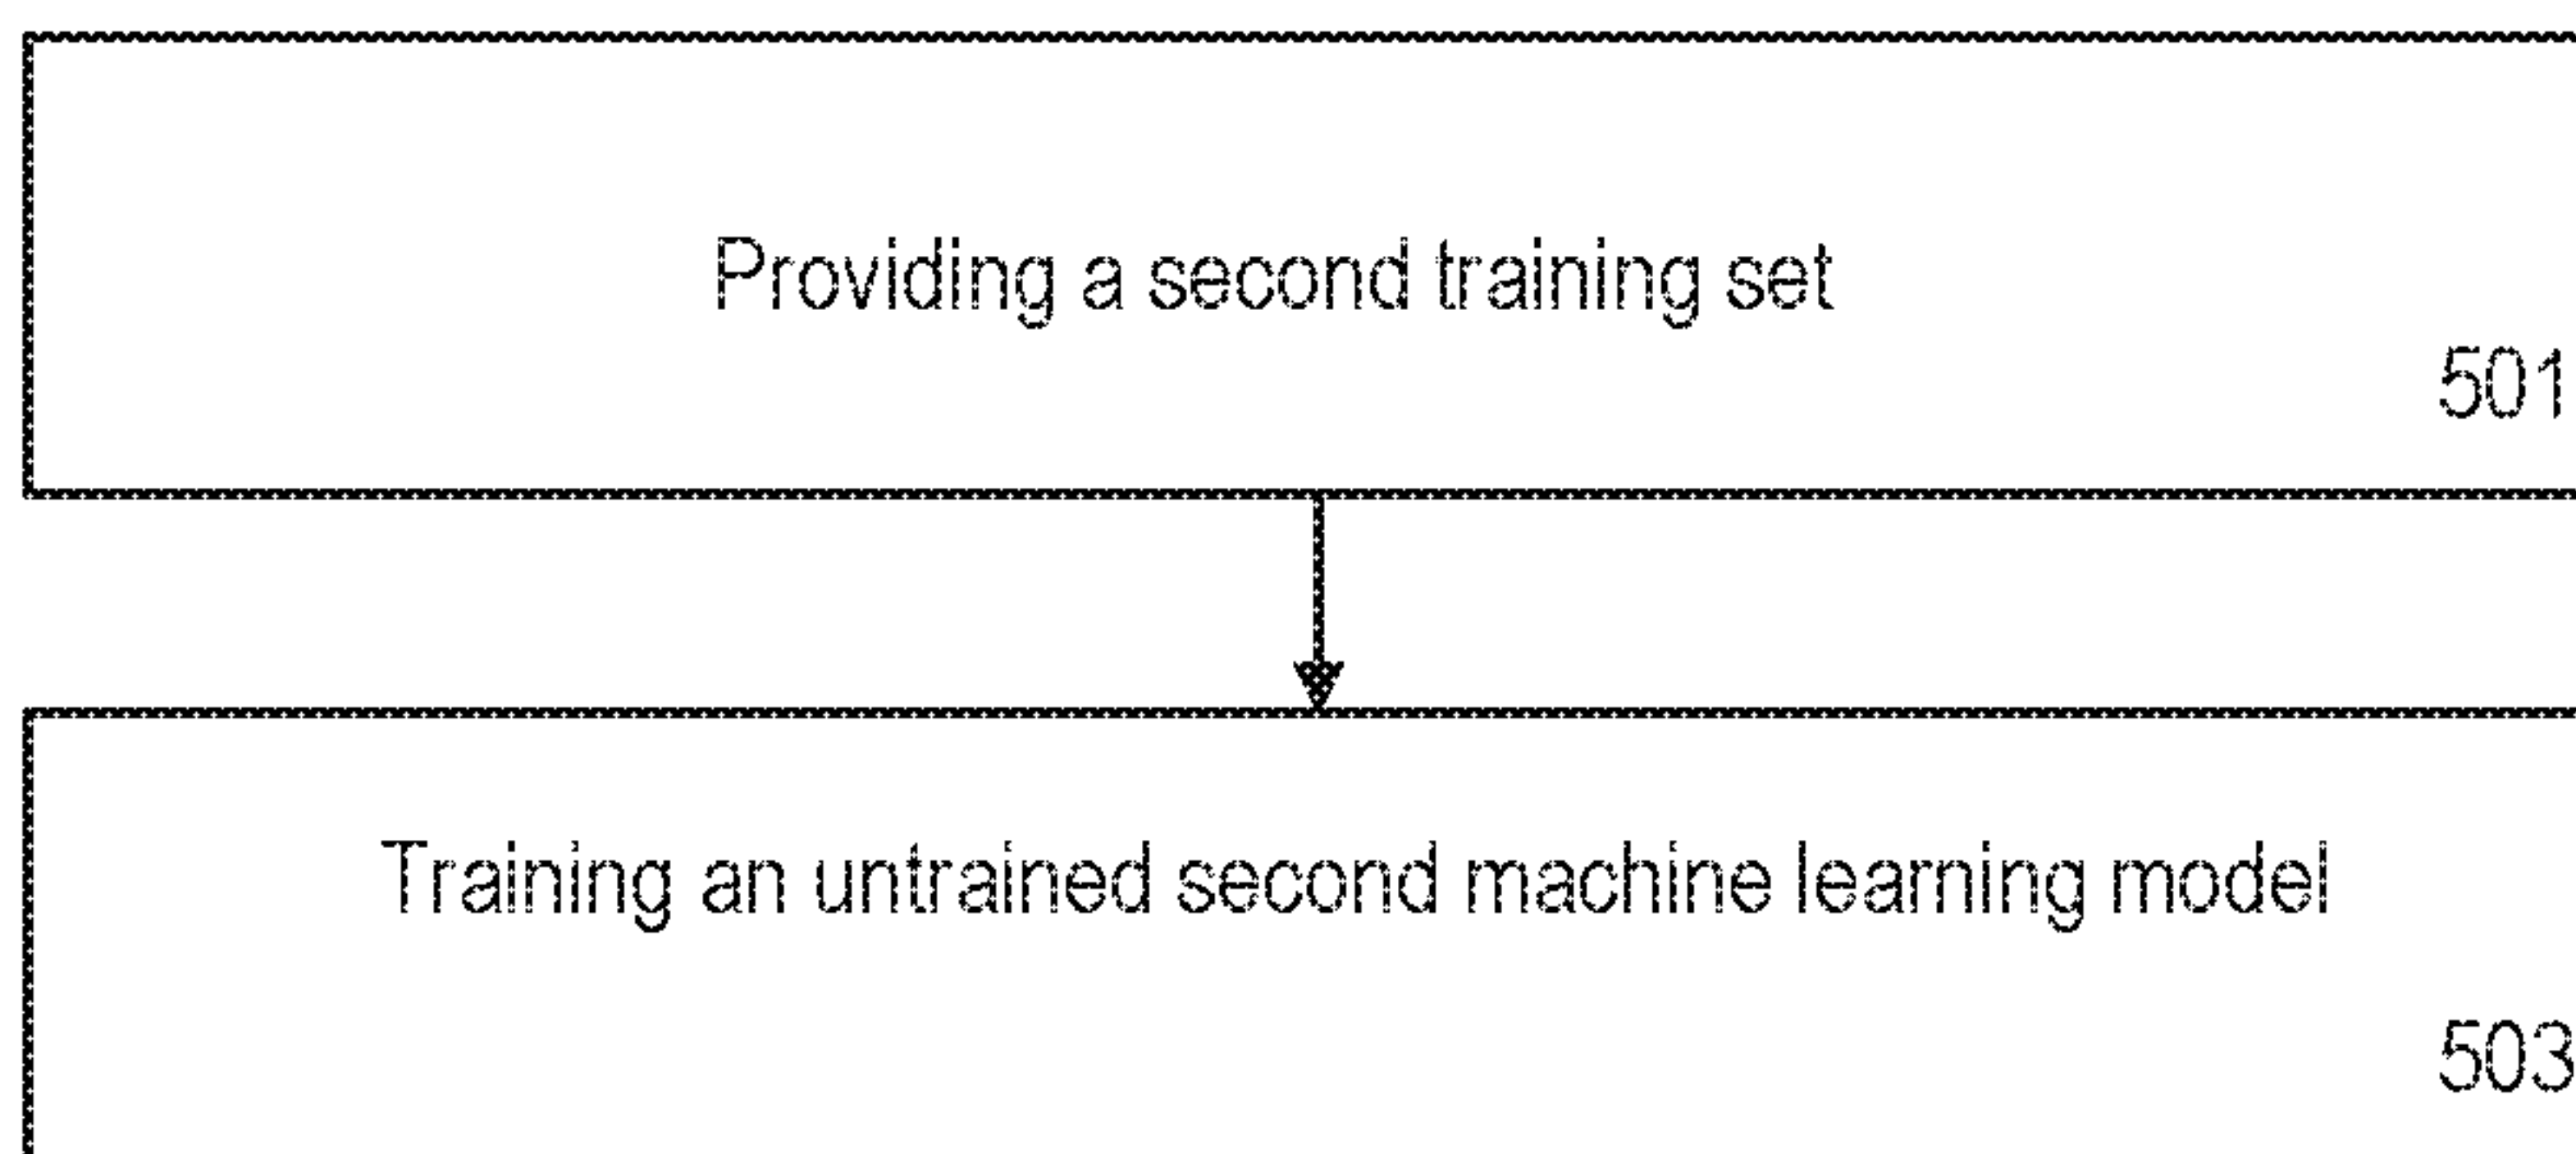 Providing a second training set
501
Training an untrained second machine learning model
503